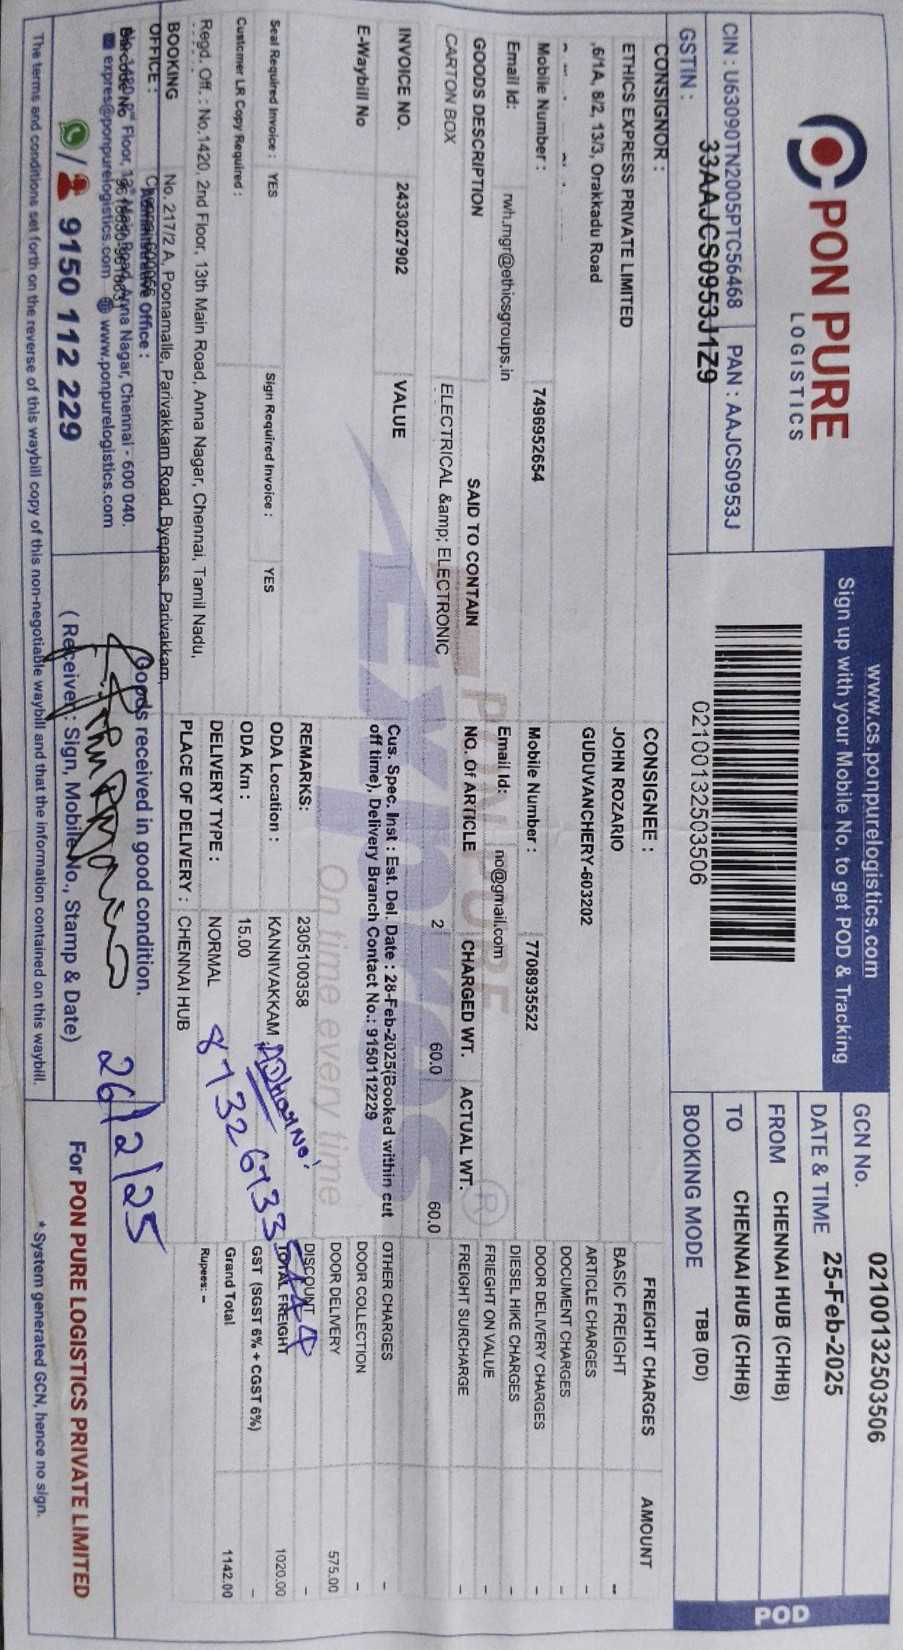 PON PURE
LOGISTICS
CIN : U63090TN2005PTC56468 PAN : AAJCS0953J
GSTIN : 33AAJCS0953J1Z9
www.cs.ponpurelogistics.com
Sign up with your Mobile No. to get POD & Tracking
02100132503506
GCN No. 02100132503506
DATE & TIME 25-Feb-2025
FROM CHENNAI HUB (CHHB)
TO CHENNAI HUB (CHHB)
BOOKING MODE TBB (DD)
POD
CONSIGNOR :
ETHICS EXPRESS PRIVATE LIMITED
,6/1A, 8/2, 13/3, Orakkadu Road
Mobile Number : 7496952654
Email Id: rwh.mgr@ethicsgroups.in
CONSIGNEE :
JOHN ROZARIO
GUDUVANCHERY-603202
Mobile Number : 7708935522
Email Id: no@gmail.com
GOODS DESCRIPTION SAID TO CONTAIN NO. Of ARTICLE CHARGED WT. ACTUAL WT.
CARTON BOX ELECTRICAL &amp; ELECTRONIC 2 60.0 60.0
INVOICE NO. 2433027902 VALUE
E-Waybill No
Cus. Spec. Inst : Est. Del. Date : 28-Feb-2025(Booked within cut
off time), Delivery Branch Contact No.: 9150112229
PON PURE
EXPRES
On time every time
Seal Required Invoice : YES Sign Required Invoice : YES
Customer LR Copy Required :
REMARKS: 2305100358
ODA Location : KANNIVAKKAM
ODA Km : 15.00
DELIVERY TYPE : NORMAL
PLACE OF DELIVERY : CHENNAI HUB
FREIGHT CHARGES AMOUNT
BASIC FREIGHT --
ARTICLE CHARGES –
DOCUMENT CHARGES –
DOOR DELIVERY CHARGES –
DIESEL HIKE CHARGES –
FRIEGHT ON VALUE –
FREIGHT SURCHARGE –
OTHER CHARGES –
DOOR COLLECTION –
DOOR DELIVERY 575.00
DISCOUNT –
TOTAL FREIGHT 1020.00
GST (SGST 6% + CGST 6%) –
Grand Total 1142.00
Rupees: –
Regd. Off. : No.1420, 2nd Floor, 13th Main Road, Anna Nagar, Chennai, Tamil Nadu,
BOOKING OFFICE : No.217/2 A, Poonamalle, Parivakkam Road, Byepass, Parivakkam,
Administrative Office :
Floor, 13th Main Road, Anna Nagar, Chennai - 600 040.
expres@ponpurelogistics.com www.ponpurelogistics.com
/ 9150 112 229
Goods received in good condition.
26/2/25
(Receiver : Sign, Mobile No., Stamp & Date)
For PON PURE LOGISTICS PRIVATE LIMITED
The terms and conditions set forth on the reverse of this waybill copy of this non-negotiable waybill and that the information contained on this waybill.
* System generated GCN, hence no sign.